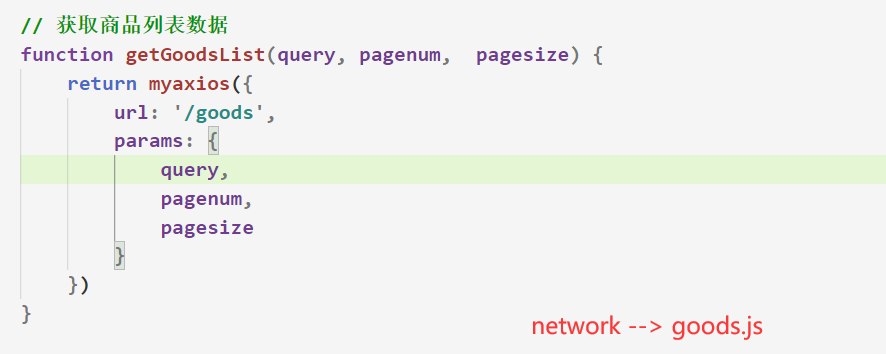 // 获取商品列表数据
function getGoodsList(query, pagenum,  pagesize) {
    return myaxios({
        url: '/goods',
        params: {
            query,
            pagenum,
            pagesize
        }
    })
}
network --> goods.js